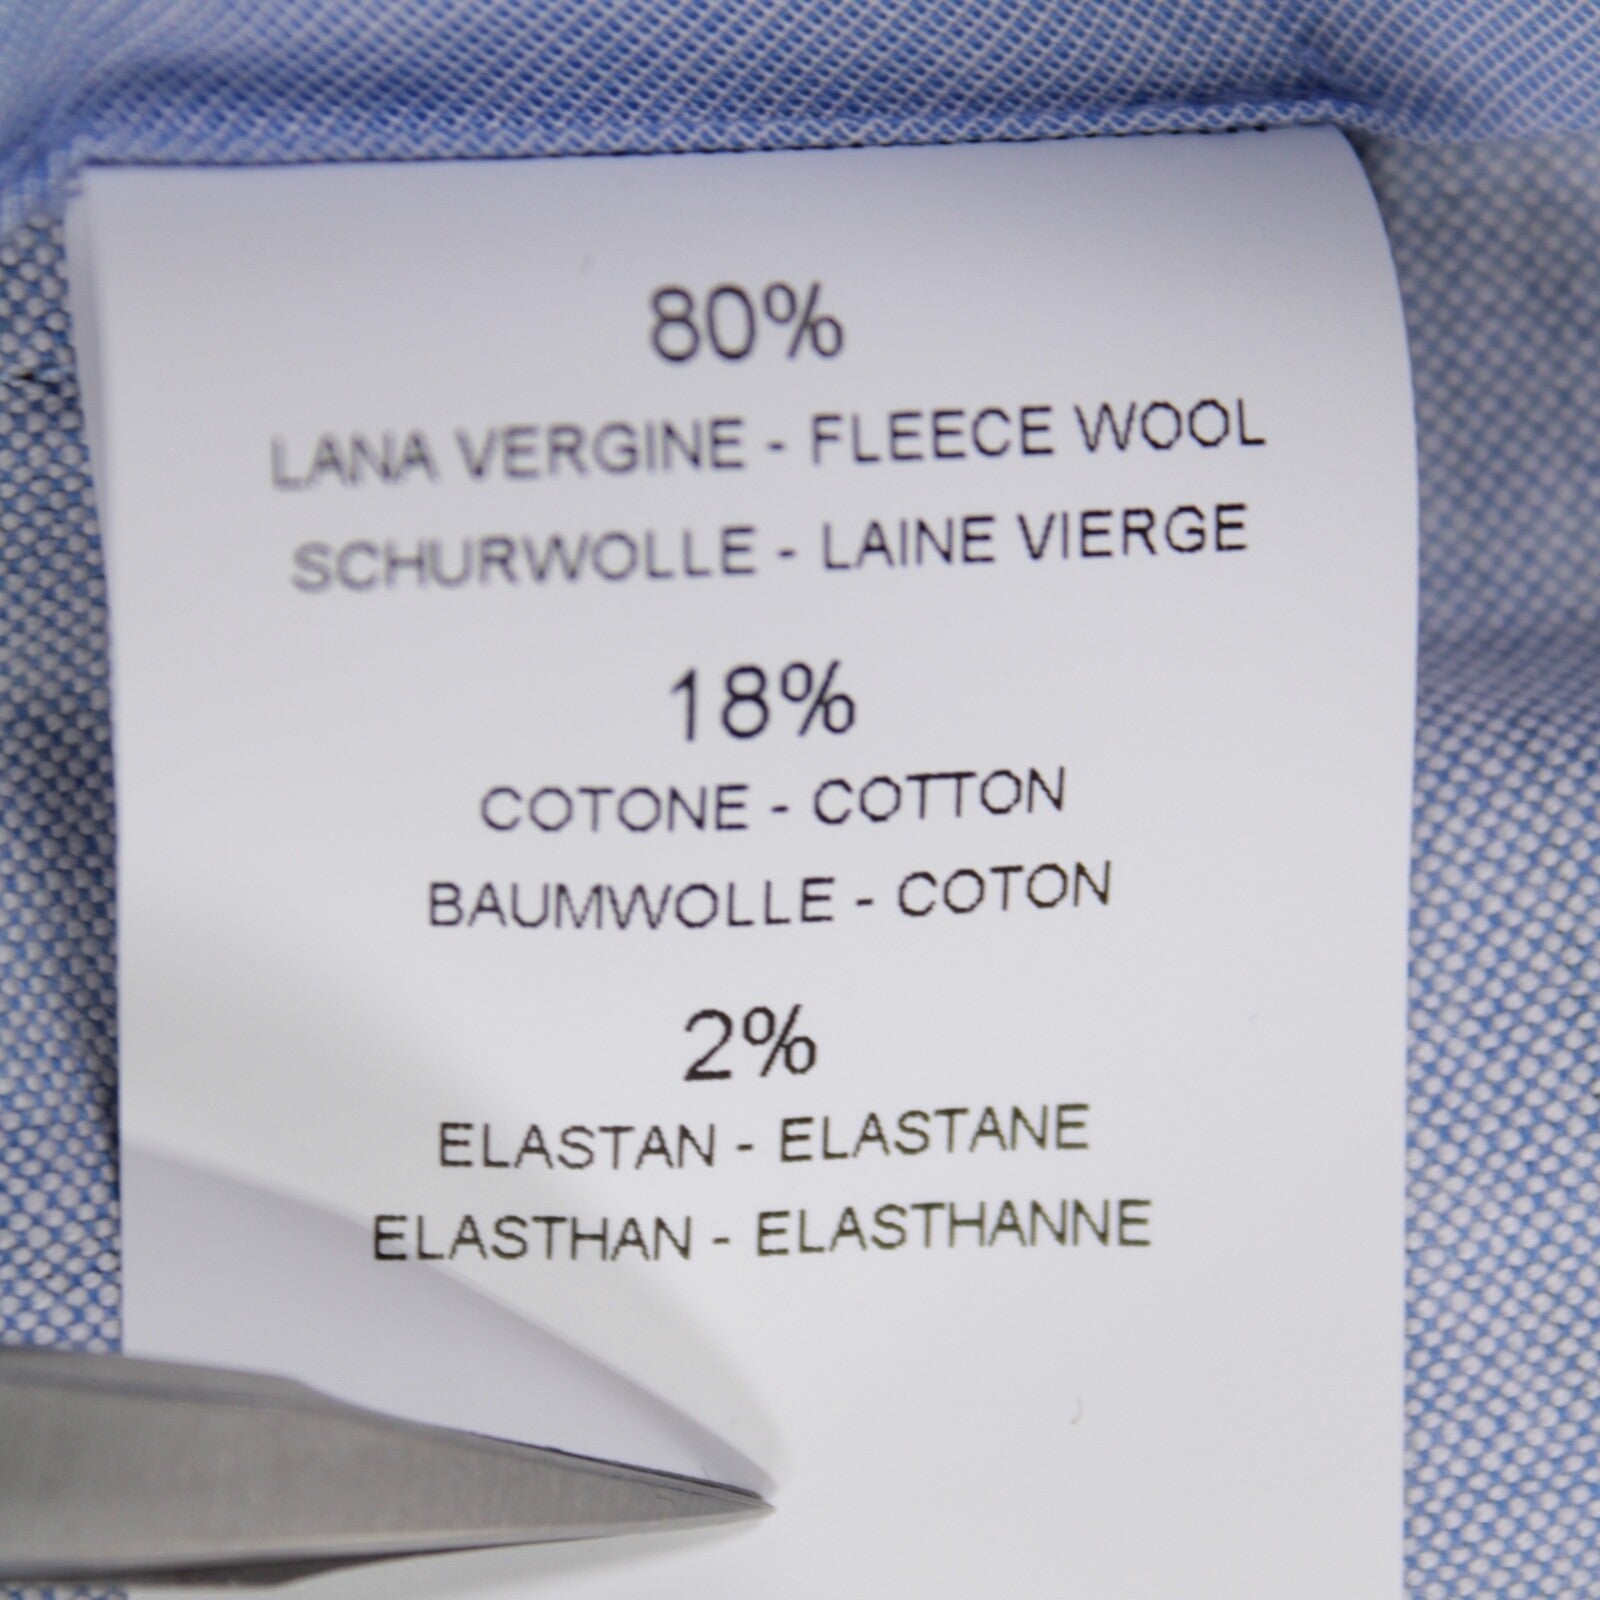 80%
LANA VERGINE - FLEECE WOOL
SCHURWOLLE - LAINE VIERGE
18%
COTONE - COTTON
BAUMWOLLE - COTON
2%
ELASTAN - ELASTANE
ELASTHAN - ELASTHANNE